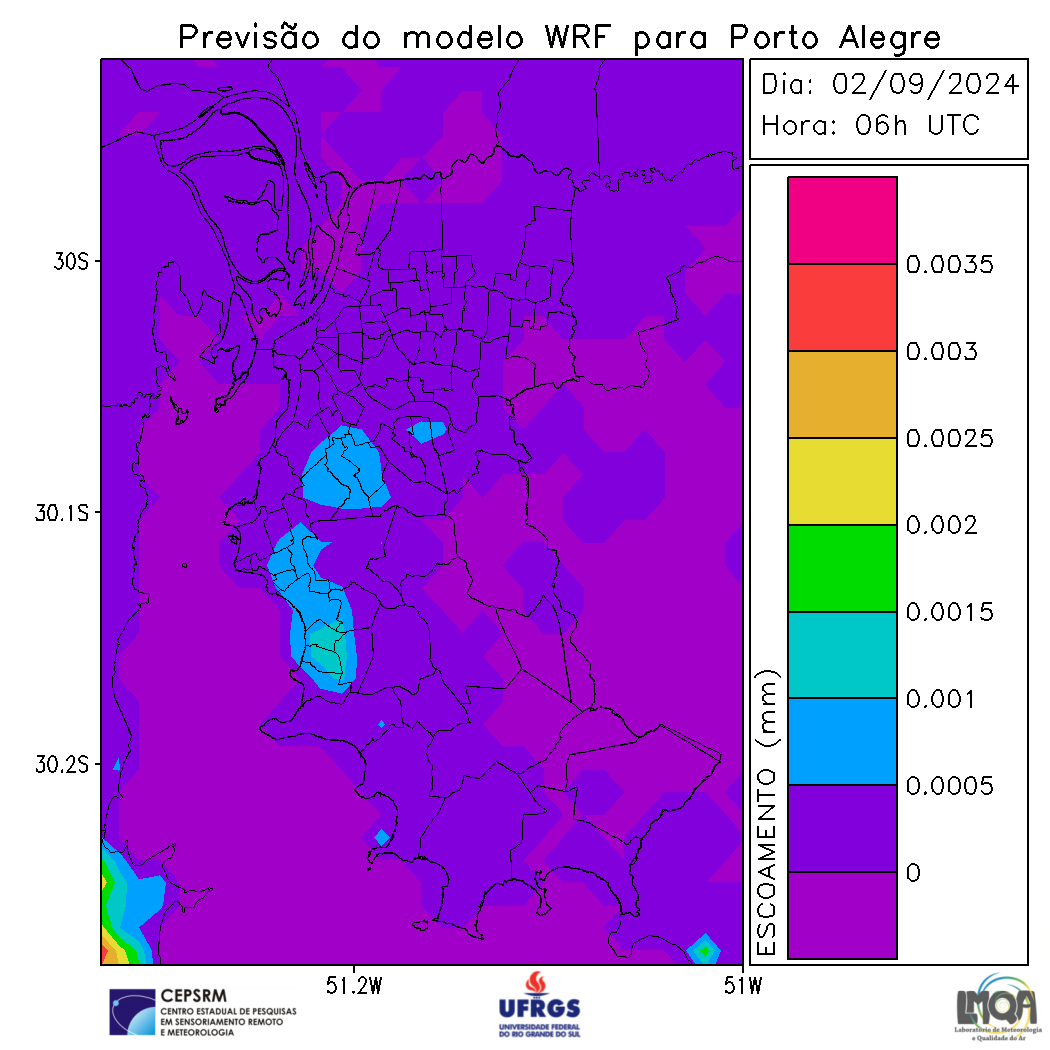 Previsão do modelo WRF para Porto Alegre
Dia: 02/09/2024
Hora: 06h UTC
30S
30.1S
30.2S
51.2W
51W
ESCOAMENTO (mm)
0.0035
0.003
0.0025
0.002
0.0015
0.001
0.0005
0
CEPSRM
CENTRO ESTADUAL DE PESQUISAS
EM SENSORIAMENTO REMOTO
E METEOROLOGIA
UFRGS
UNIVERSIDADE FEDERAL
DO RIO GRANDE DO SUL
LMQA
Laboratório de Meteorologia
e Qualidade do Ar